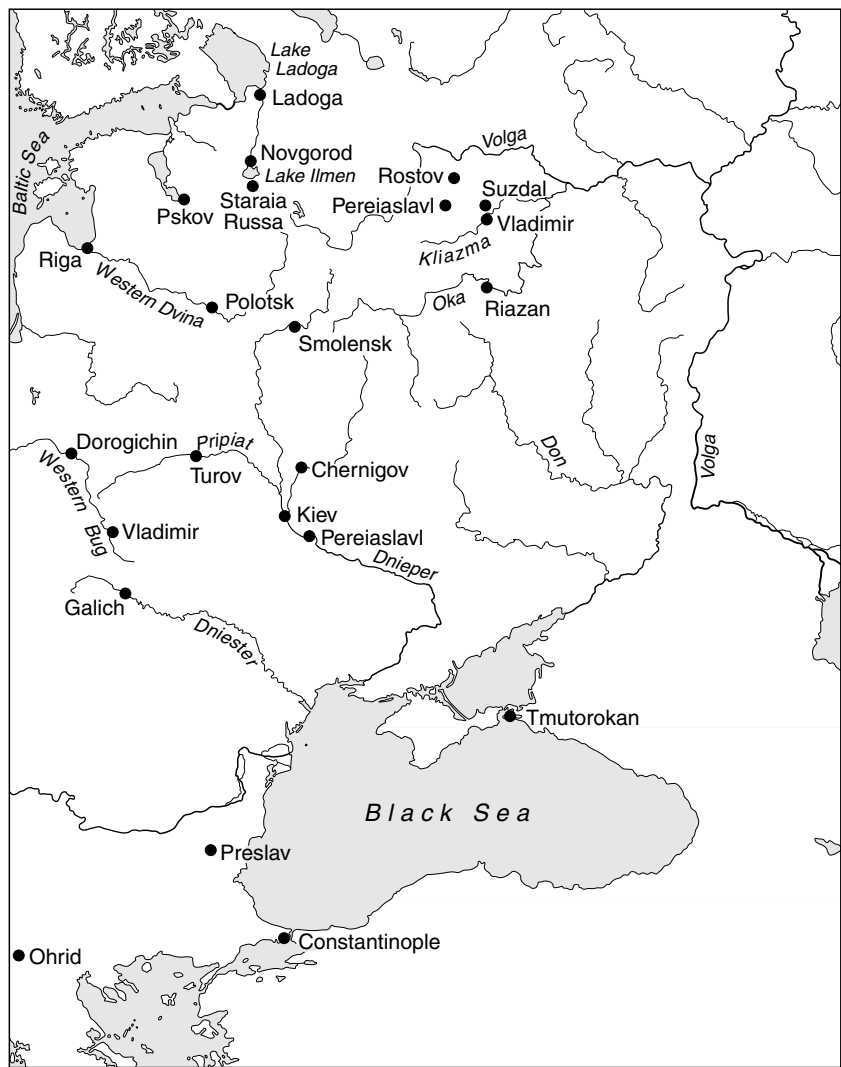 Lake
Ladoga
Ladoga
Baltic Sea
Volga
Novgorod
Lake Ilmen
Rostov
Staraia
Russa
Pskov
Suzdal
Pereiaslavl
Vladimir
Kliazma
Riga
Western Dvina
Polotsk
Oka
Riazan
Smolensk
Dorogichin
Pripiat
Turov
Don
Volga
Western Bug
Chernigov
Kiev
Vladimir
Pereiaslavl
Dnieper
Galich
Dniester
Tmutorokan
Black Sea
Preslav
Constantinople
Ohrid